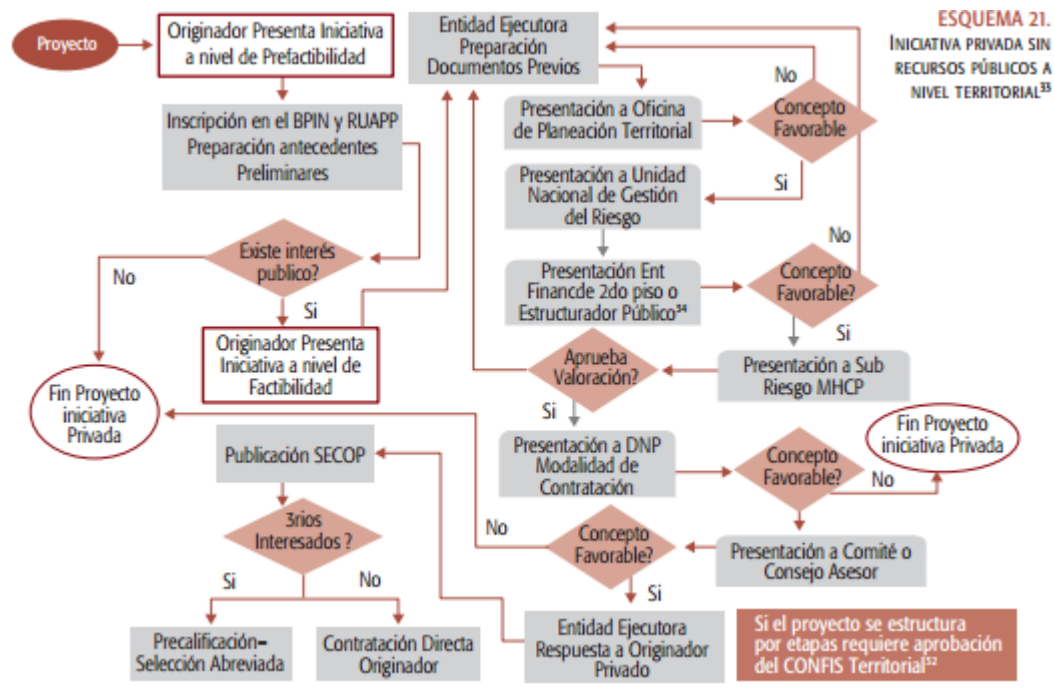 ESQUEMA 21.
INICIATIVA PRIVADA SIN
RECURSOS PÚBLICOS A
NIVEL TERRITORIAL³³
Proyecto
Originador Presenta Iniciativa
a nivel de Prefactibilidad
Inscripción en el BPIN y RUAPP
Preparación antecedentes
Preliminares
Existe interés
publico?
No
Si
Originador Presenta
Iniciativa a nivel de
Factibilidad
Fin Proyecto
iniciativa
Privada
Entidad Ejecutora
Preparación
Documentos Previos
Presentación a Oficina
de Planeación Territorial
No
Concepto
Favorable
Si
Presentación a Unidad
Nacional de Gestión
del Riesgo
Presentación Ent
Financde 2do piso o
Estructurador Público³⁴
No
Concepto
Favorable?
Si
Presentación a Sub
Riesgo MHCP
Aprueba
Valoración?
Si
Presentación a DNP
Modalidad de
Contratación
Concepto
Favorable?
No
Fin Proyecto
iniciativa Privada
Presentación a Comité o
Consejo Asesor
Concepto
Favorable?
No
Si
Entidad Ejecutora
Respuesta a Originador
Privado
Publicación SECOP
3rios
Interesados ?
Si
No
Precalificación–
Selección Abreviada
Contratación Directa
Originador
Si el proyecto se estructura
por etapas requiere aprobación
del CONFIS Territorial³²